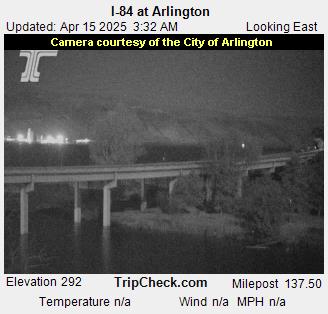 I-84 at Arlington
Updated: Apr 15 2025 3:32 AM Looking East
Camera courtesy of the City of Arlington
Elevation 292 TripCheck.com Milepost 137.50
Temperature n/a Wind n/a MPH n/a